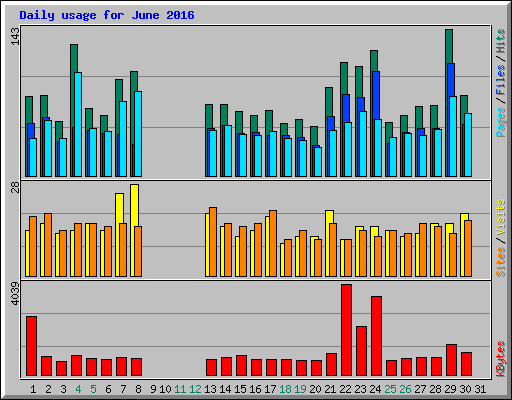 Daily usage for June 2016
143
Pages / Files / Hits
28
Sites / Visits
4039
KBytes
1 2 3 4 5 6 7 8 9 10 11 12 13 14 15 16 17 18 19 20 21 22 23 24 25 26 27 28 29 30 31